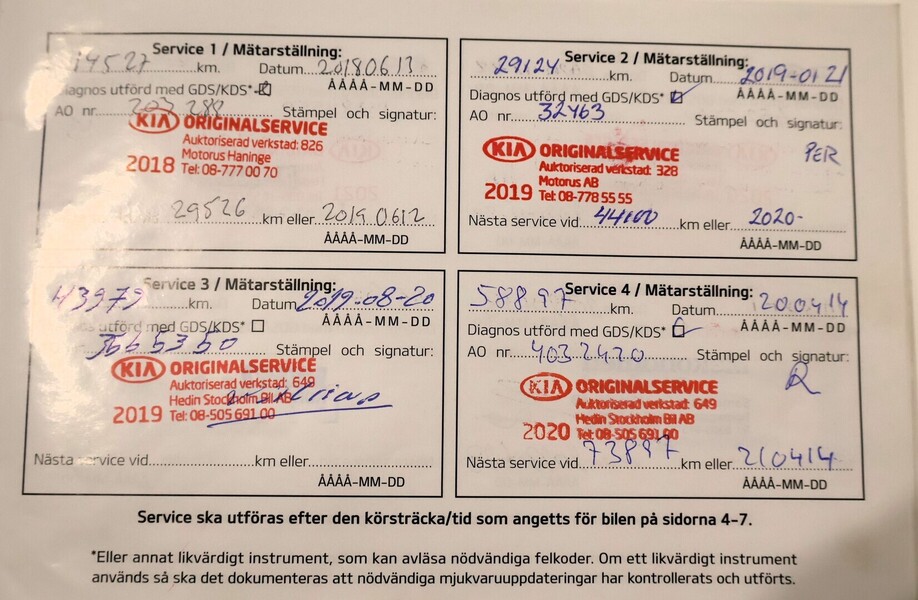 Service 1 / Mätarställning:
14527 km. Datum 20180613
Diagnos utförd med GDS/KDS* ÅÅÅÅ-MM-DD
AO nr. 203 288 Stämpel och signatur:
KIA ORIGINALSERVICE
Auktoriserad verkstad: 826
Motorus Haninge
2018 Tel: 08-777 00 70
29526 km eller 2019 0612
ÅÅÅÅ-MM-DD
Service 2 / Mätarställning:
29124 km. Datum 2019-01 21
Diagnos utförd med GDS/KDS* ÅÅÅÅ-MM-DD
AO nr. 32463 Stämpel och signatur:
KIA ORIGINALSERVICE PER
Auktoriserad verkstad: 328
Motorus AB
2019 Tel: 08-778 55 55
Nästa service vid 44100 km eller 2020-
ÅÅÅÅ-MM-DD
Service 3 / Mätarställning:
43979 km. Datum 2019-08-20
Diagnos utförd med GDS/KDS* ÅÅÅÅ-MM-DD
Stämpel och signatur:
KIA ORIGINALSERVICE
Auktoriserad verkstad: 649
Hedin Stockholm Bil AB
2019 Tel: 08-505 691 00
Nästa service vid km eller
ÅÅÅÅ-MM-DD
Service 4 / Mätarställning:
58897 km. Datum 200414
Diagnos utförd med GDS/KDS* ÅÅÅÅ-MM-DD
AO nr. 4032420 Stämpel och signatur:
KIA ORIGINALSERVICE
Auktoriserad verkstad: 649
Hedin Stockholm Bil AB
2020 Tel: 08-505 691 00
Nästa service vid 73897 km eller 210414
ÅÅÅÅ-MM-DD
Service ska utföras efter den körsträcka/tid som angetts för bilen på sidorna 4-7.
*Eller annat likvärdigt instrument, som kan avläsa nödvändiga felkoder. Om ett likvärdigt instrument
används så ska det dokumenteras att nödvändiga mjukvaruuppdateringar har kontrollerats och utförts.